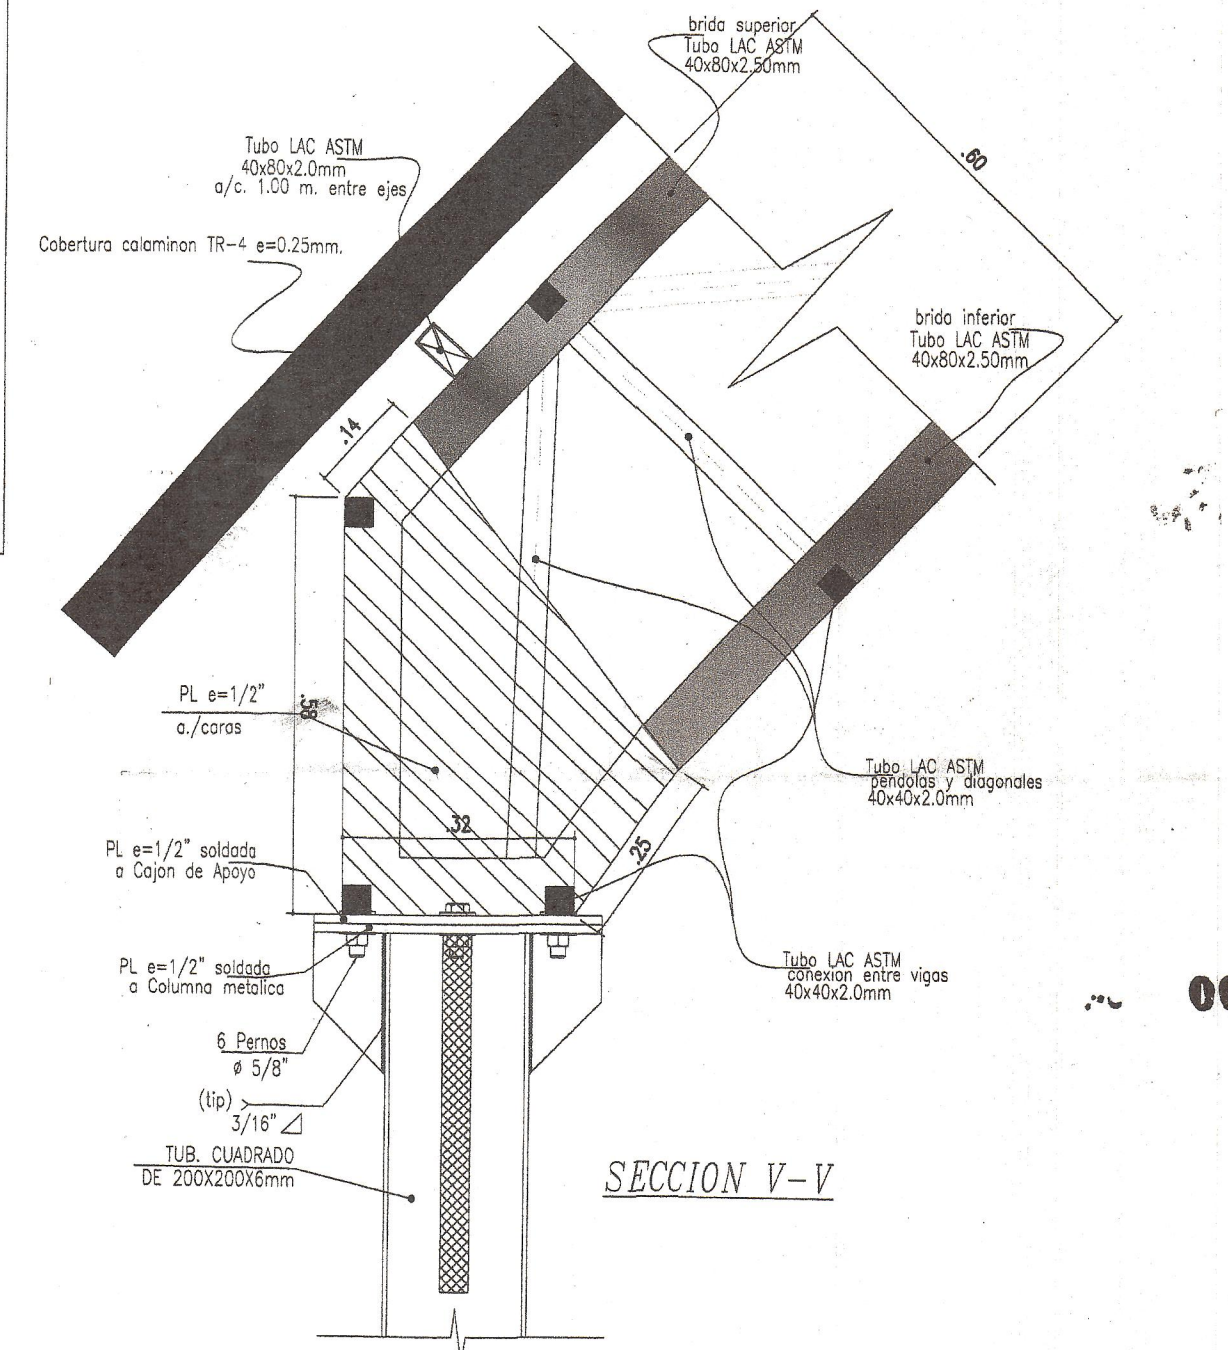 brida superior
Tubo LAC ASTM
40x80x2.50mm
.60
Tubo LAC ASTM
40x80x2.0mm
a/c. 1.00 m. entre ejes
Cobertura calaminon TR-4 e=0.25mm.
brida inferior
Tubo LAC ASTM
40x80x2.50mm
.14
PL e=1/2"
a./caras
.58
Tubo LAC ASTM
pendolas y diagonales
40x40x2.0mm
.32
.25
PL e=1/2" soldada
a Cajon de Apoyo
PL e=1/2" soldada
a Columna metalica
Tubo LAC ASTM
conexion entre vigas
40x40x2.0mm
6 Pernos
ø 5/8"
(tip)
3/16"
TUB. CUADRADO
DE 200X200X6mm
SECCION V-V